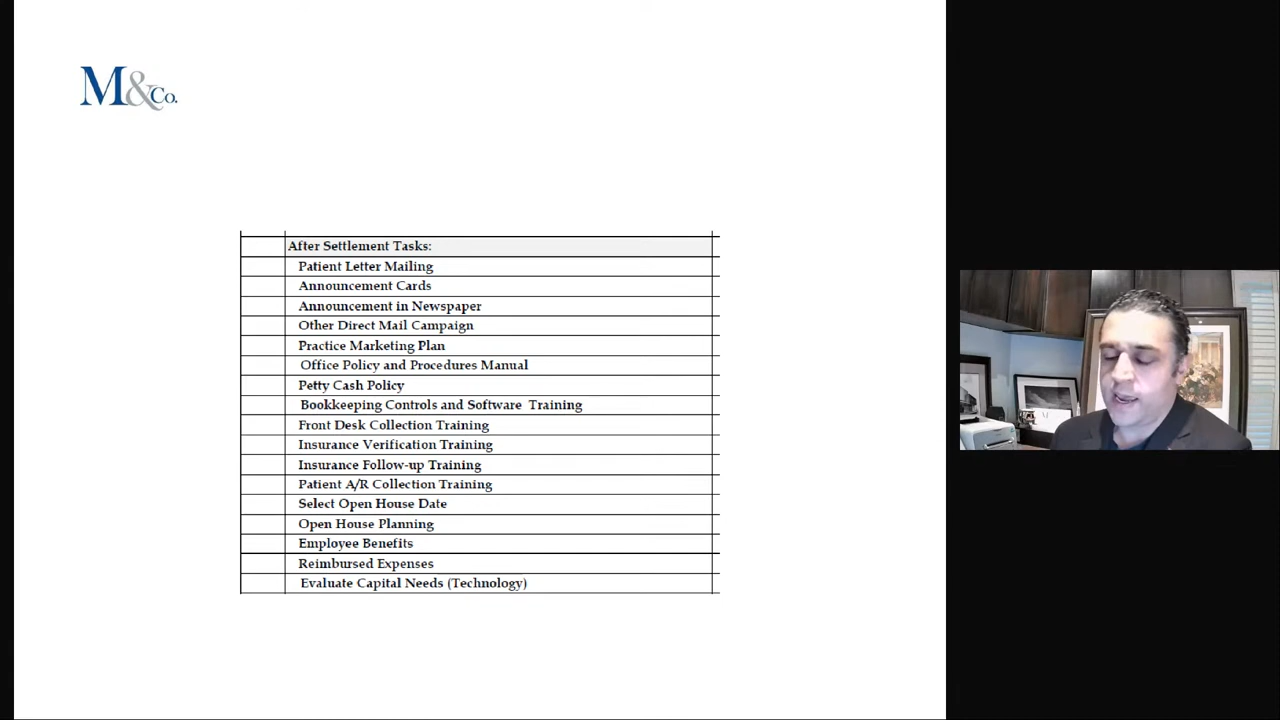 M&Co.
After Settlement Tasks:
Patient Letter Mailing
Announcement Cards
Announcement in Newspaper
Other Direct Mail Campaign
Practice Marketing Plan
Office Policy and Procedures Manual
Petty Cash Policy
Bookkeeping Controls and Software Training
Front Desk Collection Training
Insurance Verification Training
Insurance Follow-up Training
Patient A/R Collection Training
Select Open House Date
Open House Planning
Employee Benefits
Reimbursed Expenses
Evaluate Capital Needs (Technology)